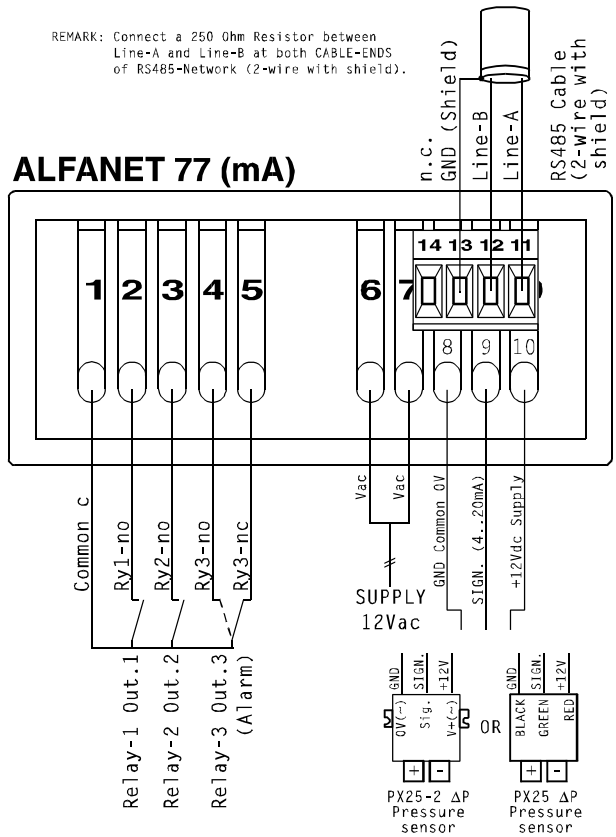 REMARK: Connect a 250 Ohm Resistor between
Line-A and Line-B at both CABLE-ENDS
of RS485-Network (2-wire with shield).
n.c.
GND (Shield)
Line-B
Line-A
RS485 Cable
(2-wire with
shield)
ALFANET 77 (mA)
14 13 12 11
1 2 3 4 5 6 7
8 9 10
Common c
Ry1-no
Ry2-no
Ry3-no
Ry3-nc
Vac
Vac
GND Common 0V
SIGN. (4..20mA)
+12Vdc Supply
SUPPLY
12Vac
Relay-1 Out.1
Relay-2 Out.2
Relay-3 Out.3
(Alarm)
GND
SIGN.
+12V
0V(~)
Sig.
V+(~)
+ -
PX25-2 ΔP
Pressure
sensor
OR
GND
SIGN.
+12V
BLACK
GREEN
RED
+ -
PX25 ΔP
Pressure
sensor